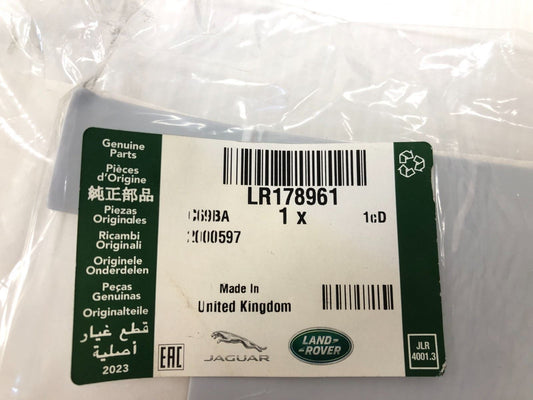 Genuine
Parts
Pièces
d'Origine
純正部品
Piezas
Originales
Ricambi
Originali
Originele
Onderdelen
Peças
Genuinas
Originalteile
قطع غيار
أصلية
2023
LR178961
C69BA
1 x
1cD
2000597
Made In
United Kingdom
EAC
JAGUAR
LAND-
ROVER
JLR
4001.3